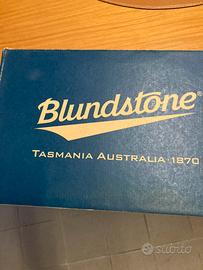 Blundstone®
TASMANIA AUSTRALIA 1870
subito